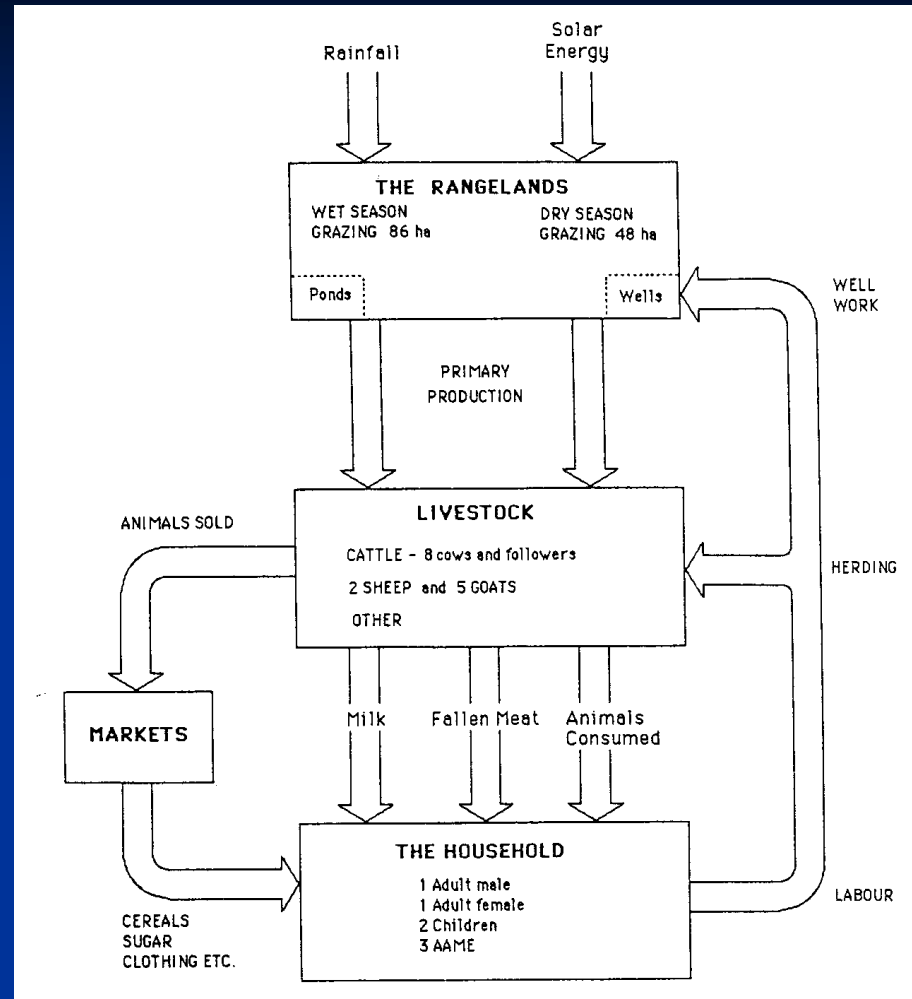 Rainfall
Solar
Energy
THE RANGELANDS
WET SEASON
GRAZING 86 ha
DRY SEASON
GRAZING 48 ha
Ponds
Wells
WELL
WORK
PRIMARY
PRODUCTION
LIVESTOCK
CATTLE - 8 cows and followers
2 SHEEP and 5 GOATS
OTHER
ANIMALS SOLD
HERDING
MARKETS
Milk
Fallen Meat
Animals
Consumed
THE HOUSEHOLD
1 Adult male
1 Adult female
2 Children
3 AAME
LABOUR
CEREALS
SUGAR
CLOTHING ETC.